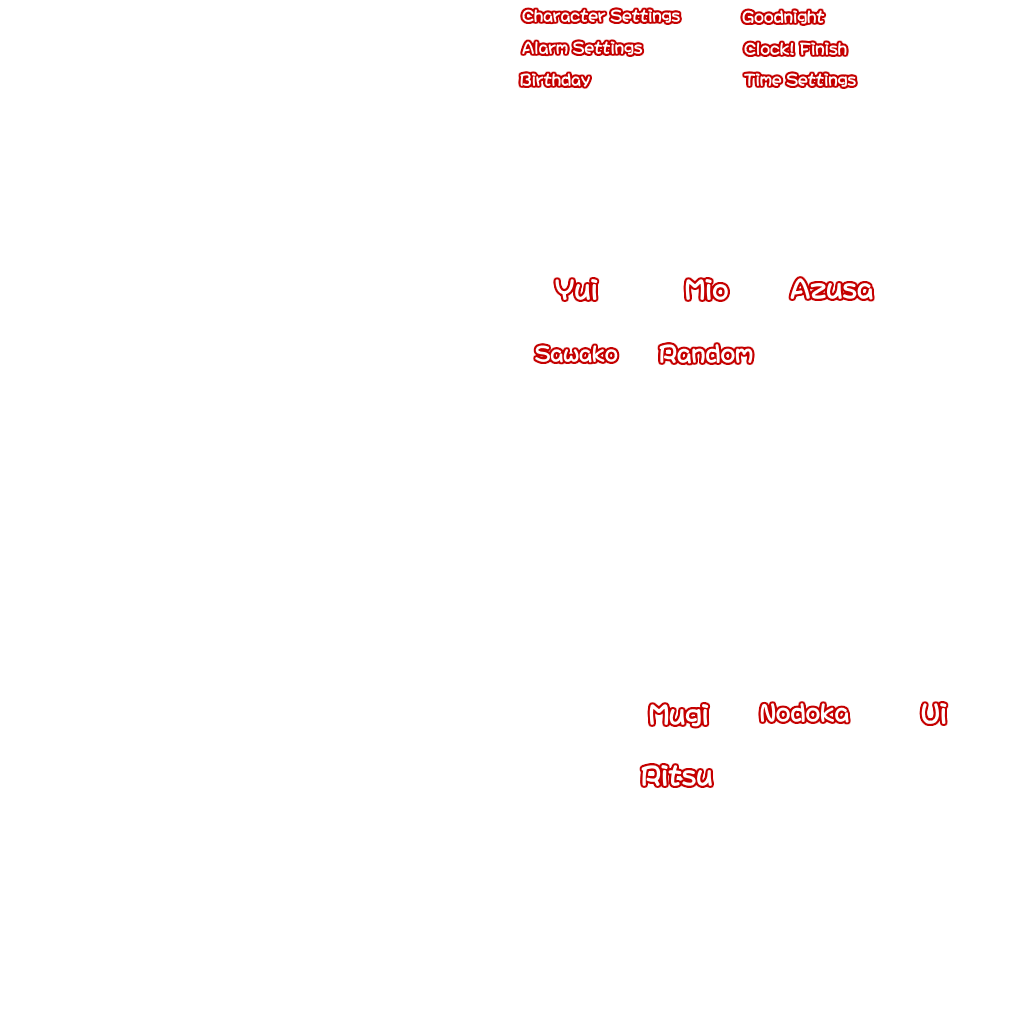 Character Settings Goodnight
Alarm Settings Clock! Finish
Birthday Time Settings
Yui Mio Azusa
Sawako Random
Mugi Nodoka Ui
Ritsu